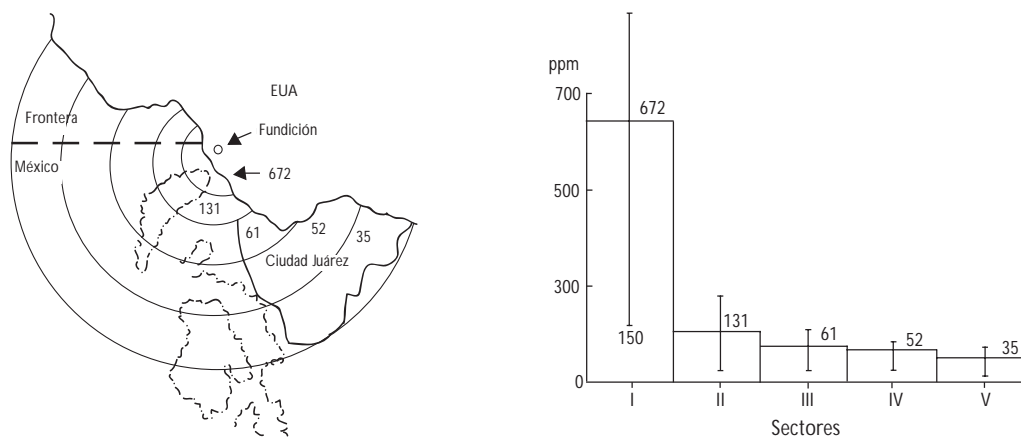 EUA
Frontera
Fundición
México
672
131
61
52
35
Ciudad Juárez
ppm
700
500
300
0
672
150
131
61
52
35
I II III IV V
Sectores